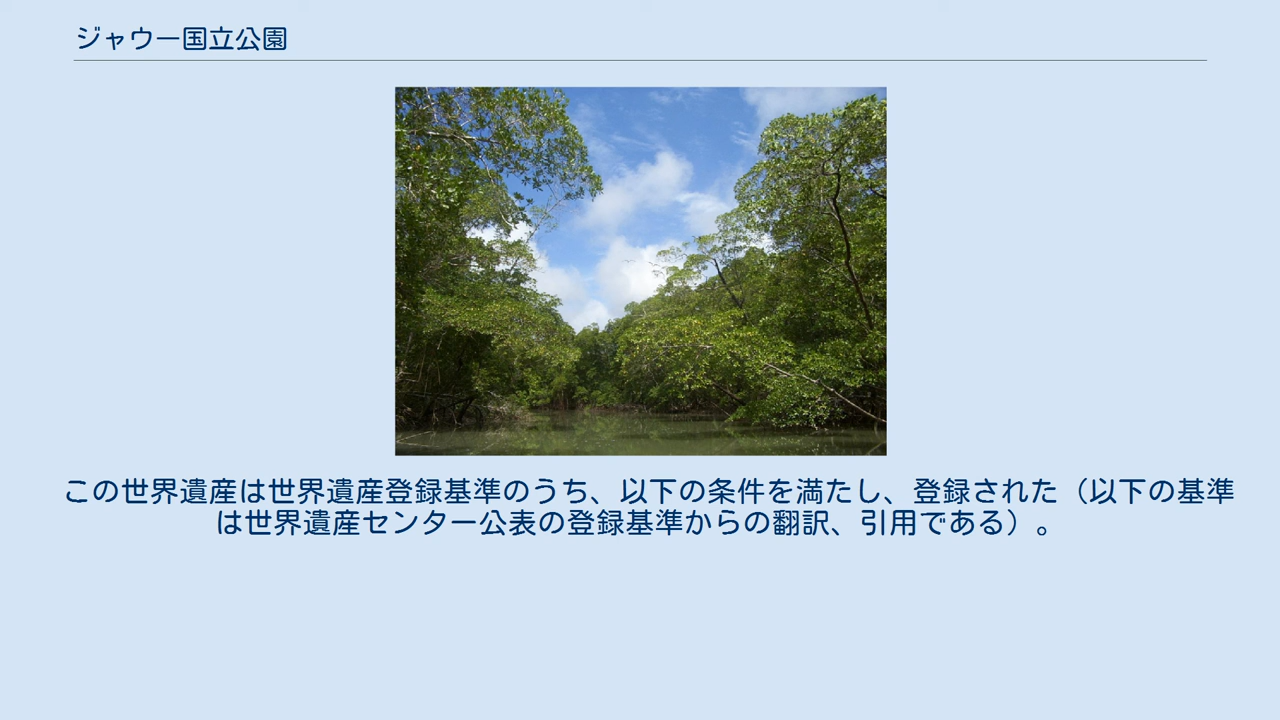 ジャウー国立公園
この世界遺産は世界遺産登録基準のうち、以下の条件を満たし、登録された（以下の基準
は世界遺産センター公表の登録基準からの翻訳、引用である）。